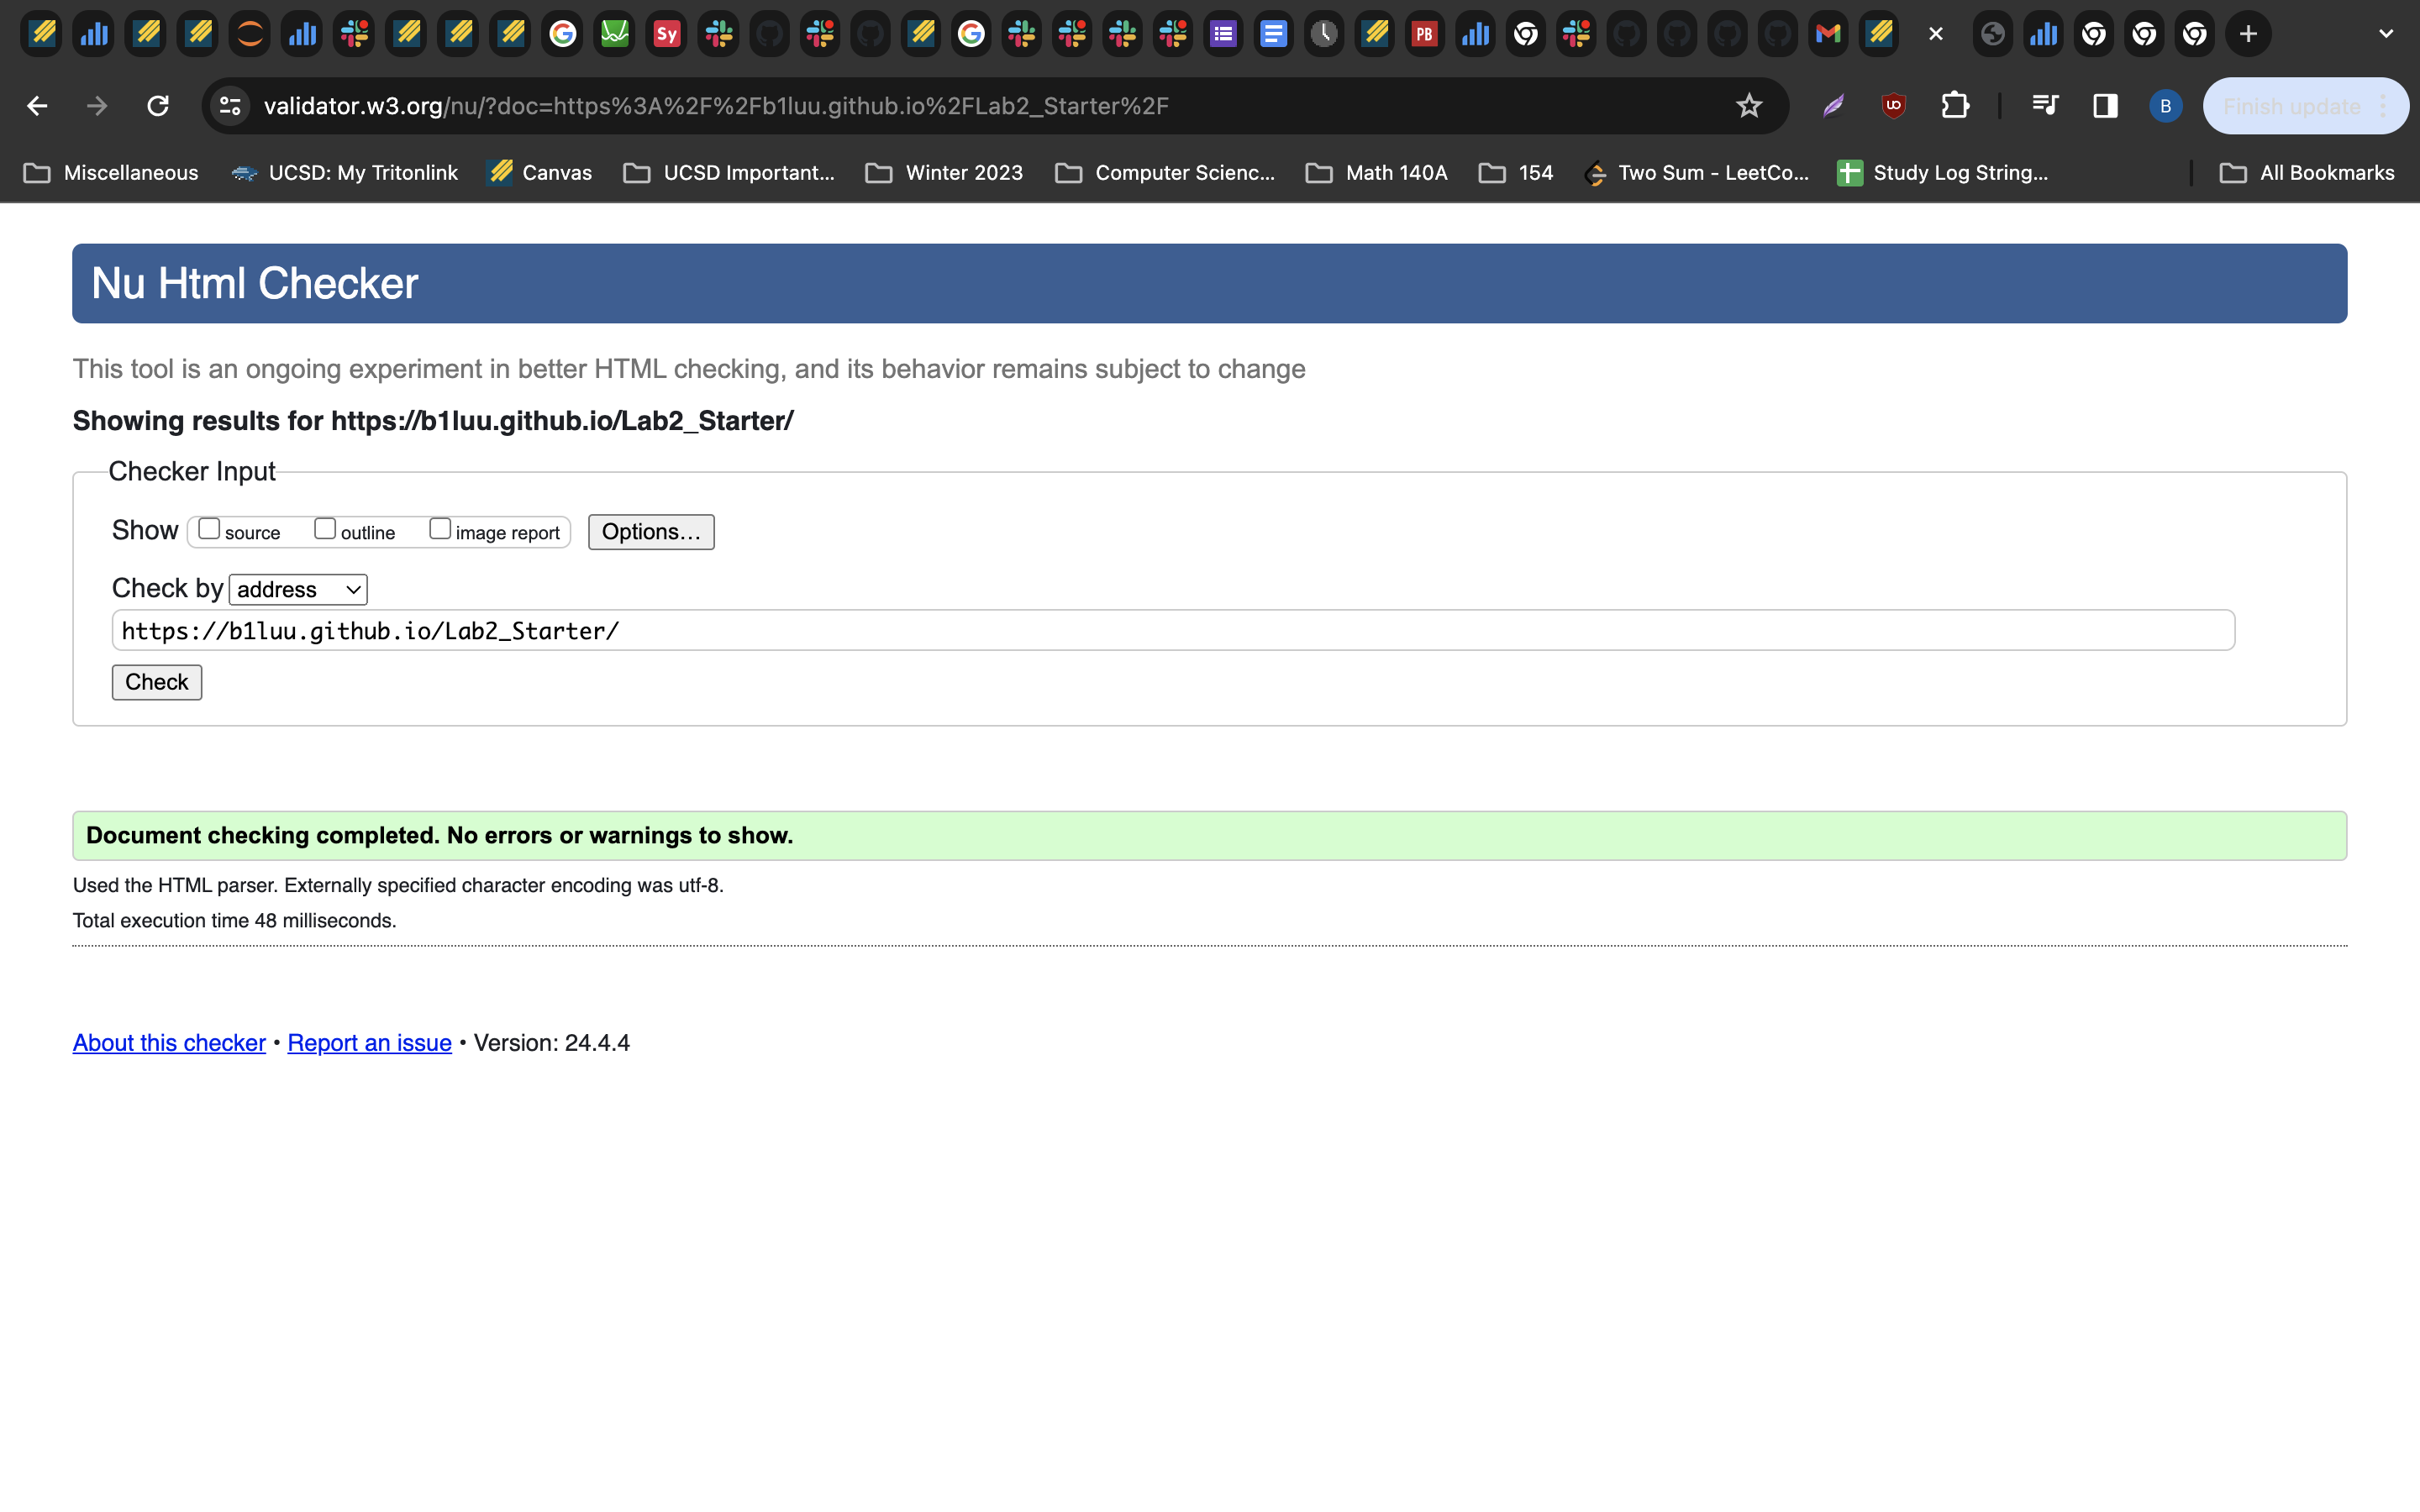 Sy
PB
validator.w3.org/nu/?doc=https%3A%2F%2Fb1luu.github.io%2FLab2_Starter%2F
B
Finish update
Miscellaneous
UCSD: My Tritonlink
Canvas
UCSD Important...
Winter 2023
Computer Scienc...
Math 140A
154
Two Sum - LeetCo...
Study Log String...
All Bookmarks
Nu Html Checker
This tool is an ongoing experiment in better HTML checking, and its behavior remains subject to change
Showing results for https://b1luu.github.io/Lab2_Starter/
Checker Input
Show source outline image report Options...
Check by address
https://b1luu.github.io/Lab2_Starter/
Check
Document checking completed. No errors or warnings to show.
Used the HTML parser. Externally specified character encoding was utf-8.
Total execution time 48 milliseconds.
About this checker • Report an issue • Version: 24.4.4